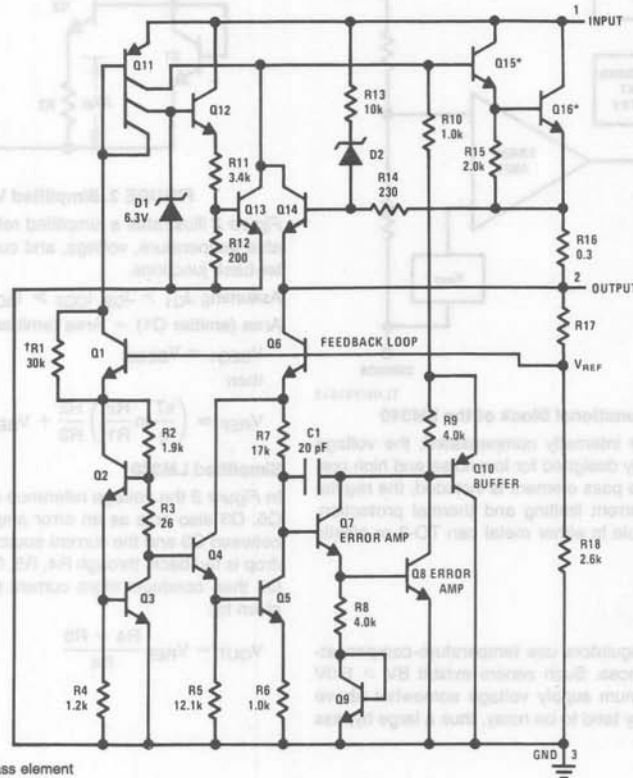 1
INPUT
Q11
Q15*
Q12
R13
10k
R10
1.0k
Q16*
R11
3.4k
D2
R15
2.0k
R14
230
D1
6.3V
Q13
Q14
R12
200
R16
0.3
2
OUTPUT
†R1
30k
Q1
Q6
FEEDBACK LOOP
R17
VREF
R2
1.9k
R7
17k
C1
20 pF
R9
4.0k
Q10
BUFFER
Q2
R3
26
Q4
Q7
ERROR AMP
Q3
Q5
Q8 ERROR
AMP
R18
2.6k
R8
4.0k
R4
1.2k
R5
12.1k
R6
1.0k
Q9
GND
3
ass element